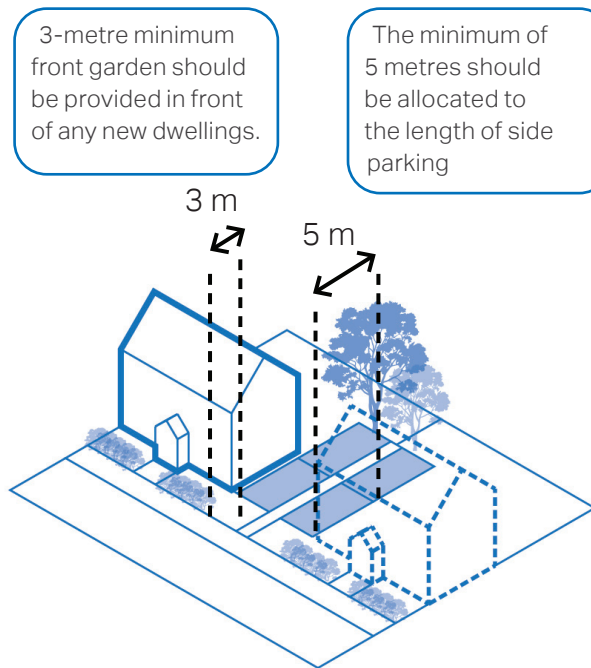 3-metre minimum
front garden should
be provided in front
of any new dwellings.
The minimum of
5 metres should
be allocated to
the length of side
parking
3 m
5 m